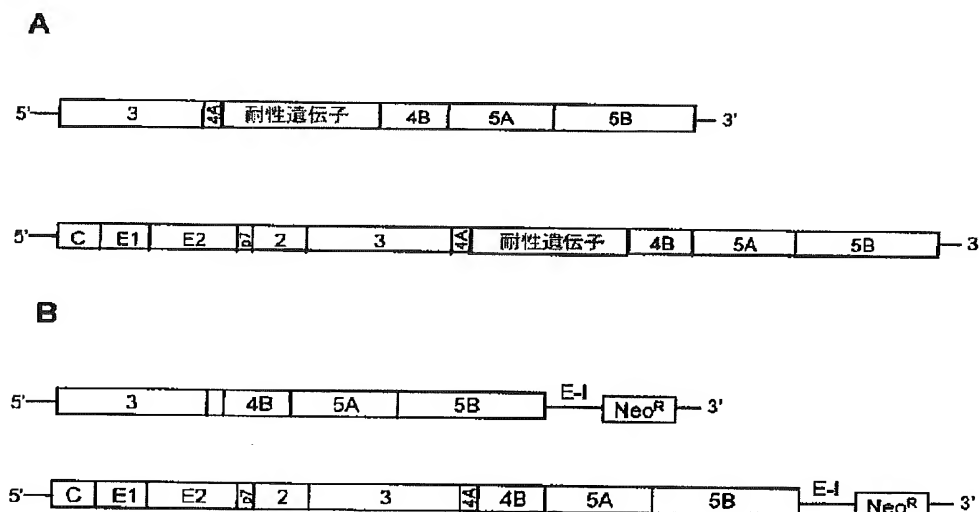 A
5' 3 4A 耐性遺伝子 4B 5A 5B 3'
5' C E1 E2 p7 2 3 4A 耐性遺伝子 4B 5A 5B 3
B
5' 3 4B 5A 5B E-I Neo^R 3'
5' C E1 E2 p7 2 3 4A 4B 5A 5B E-I Neo^R 3'